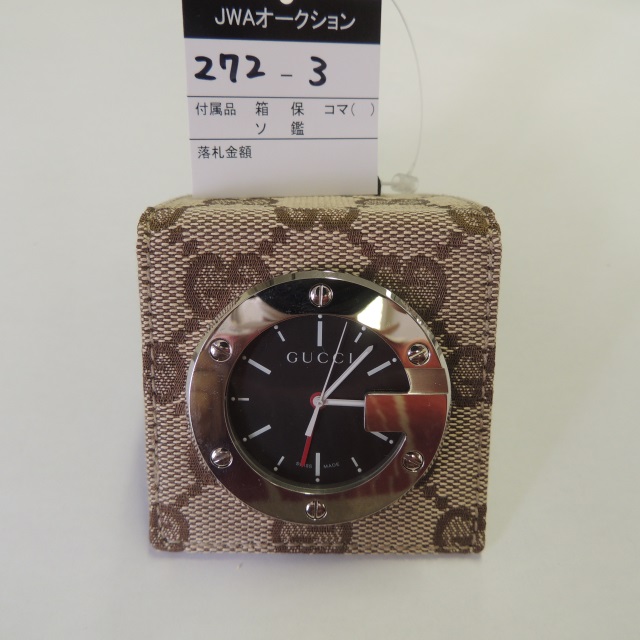 JWAオークション
272-3
付属品 箱 保 コマ( )
ソ 鑑
落札金額
GUCCI
SWISS MADE